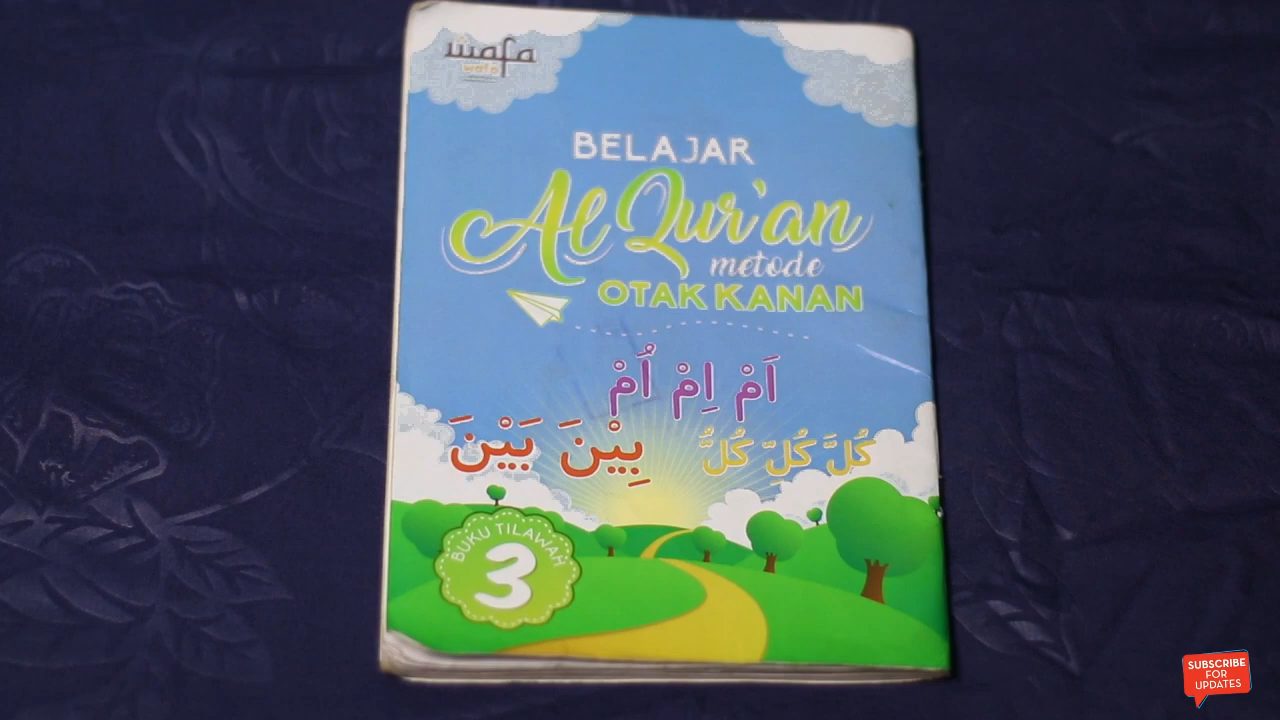 wafa
wafa
BELAJAR
Al Qur'an
metode
OTAK KANAN
اَمْ اِمْ اُمْ
كُلَّ كُلِّ كُلُّ
بِيْنَ بَيْنَ
BUKU TILAWAH
3
SUBSCRIBE
FOR
UPDATES